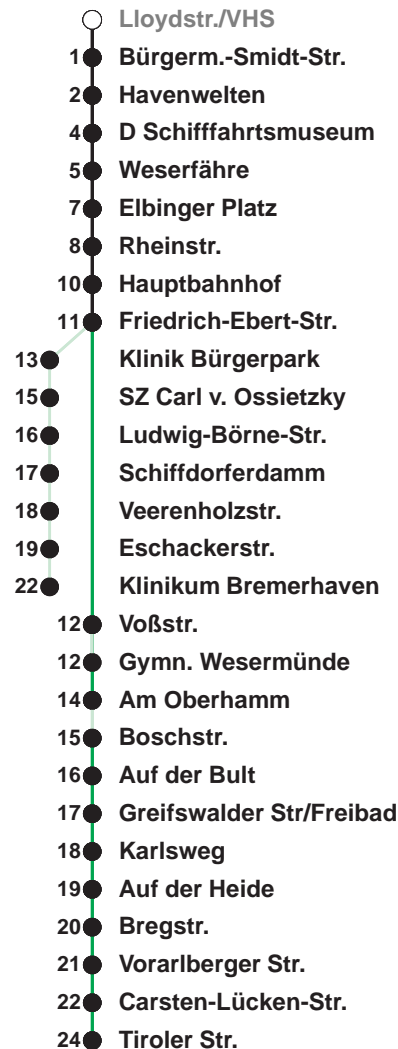 Lloydstr./VHS
1 Bürgerm.-Smidt-Str.
2 Havenwelten
4 D Schifffahrtsmuseum
5 Weserfähre
7 Elbinger Platz
8 Rheinstr.
10 Hauptbahnhof
11 Friedrich-Ebert-Str.
13 Klinik Bürgerpark
15 SZ Carl v. Ossietzky
16 Ludwig-Börne-Str.
17 Schiffdorferdamm
18 Veerenholzstr.
19 Eschackerstr.
22 Klinikum Bremerhaven
12 Voßstr.
12 Gymn. Wesermünde
14 Am Oberhamm
15 Boschstr.
16 Auf der Bult
17 Greifswalder Str/Freibad
18 Karlsweg
19 Auf der Heide
20 Bregstr.
21 Vorarlberger Str.
22 Carsten-Lücken-Str.
24 Tiroler Str.